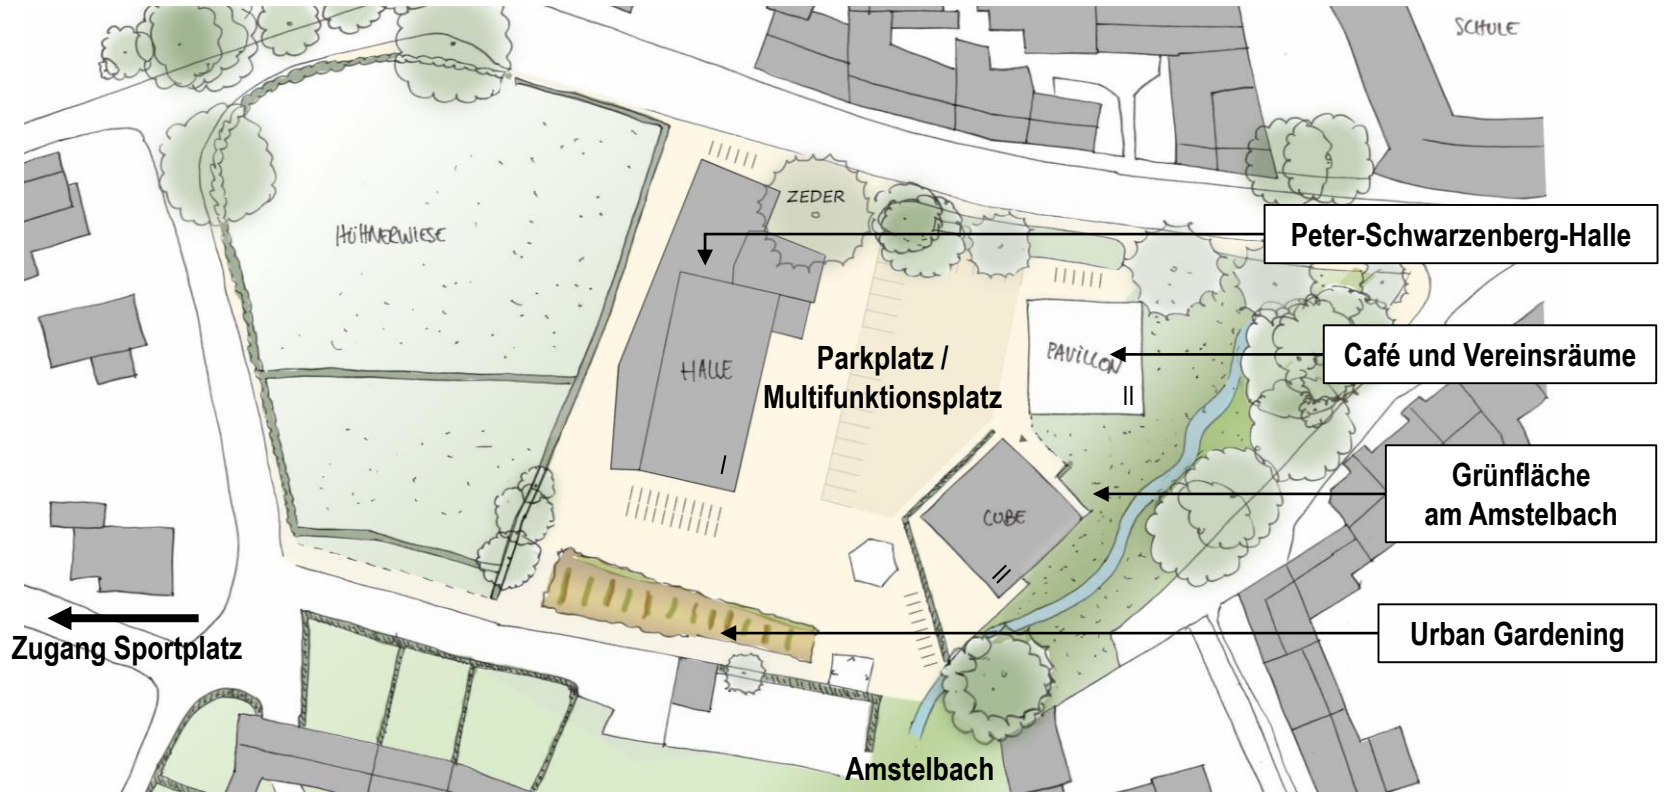 SCHULE
ZEDER
HÜHNERWIESE
Peter-Schwarzenberg-Halle
PAVILLON
II
Café und Vereinsräume
HALLE
I
Parkplatz /
Multifunktionsplatz
Grünfläche
am Amstelbach
CUBE
II
Zugang Sportplatz
Urban Gardening
Amstelbach